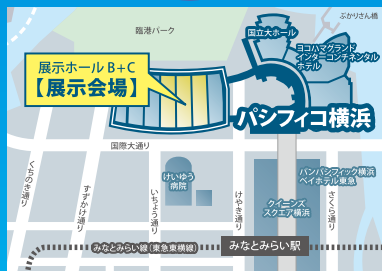 ぷかりさん橋
臨港パーク
国立大ホール
ヨコハマグランド
インターコンチネンタル
ホテル
展示ホール B+C
【展示会場】
パシフィコ横浜
国際大通り
けいゆう
病院
パンパシフィック横浜
ベイホテル東急
くちのき通り
すずかけ通り
いちょう通り
けやき通り
さくら通り
クイーンズ
スクエア横浜
みなとみらい線(東急東横線)
みなとみらい駅